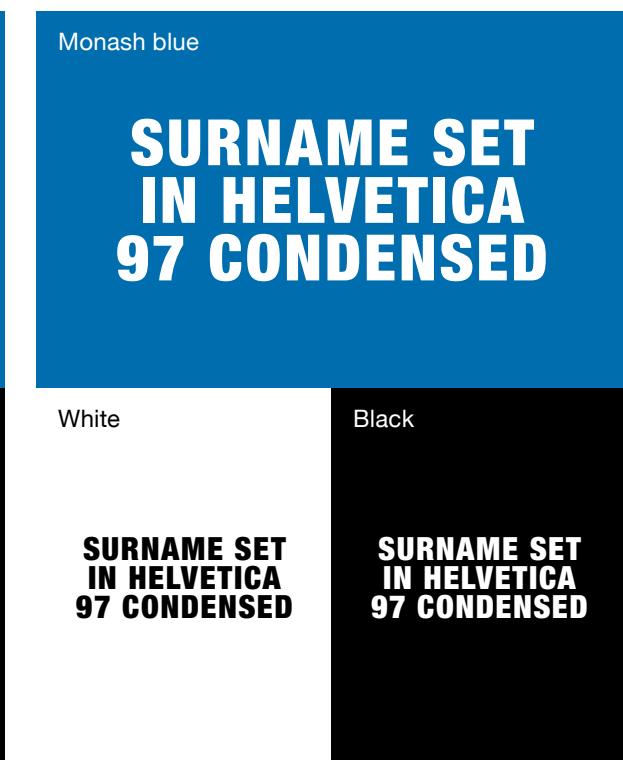 Monash blue
SURNAME SET
IN HELVETICA
97 CONDENSED
White
SURNAME SET
IN HELVETICA
97 CONDENSED
Black
SURNAME SET
IN HELVETICA
97 CONDENSED